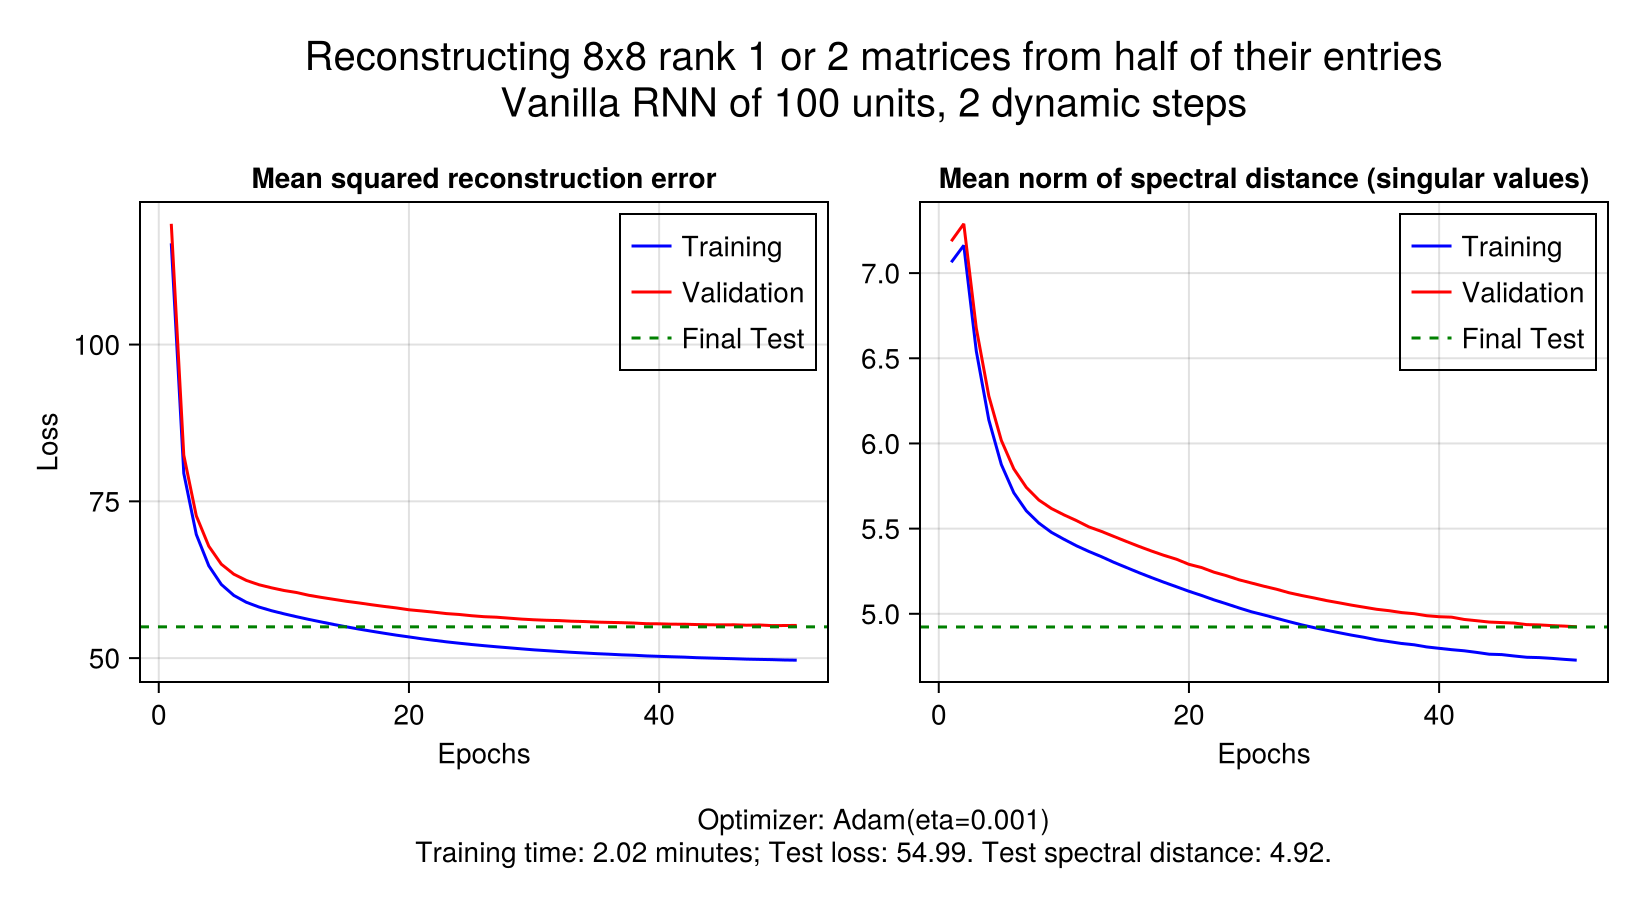 Reconstructing 8x8 rank 1 or 2 matrices from half of their entries
Vanilla RNN of 100 units, 2 dynamic steps
Mean squared reconstruction error
Training
Validation
Final Test
100
75
50
Loss
0
20
40
Epochs
Mean norm of spectral distance (singular values)
Training
Validation
Final Test
7.0
6.5
6.0
5.5
5.0
0
20
40
Epochs
Optimizer: Adam(eta=0.001)
Training time: 2.02 minutes; Test loss: 54.99. Test spectral distance: 4.92.